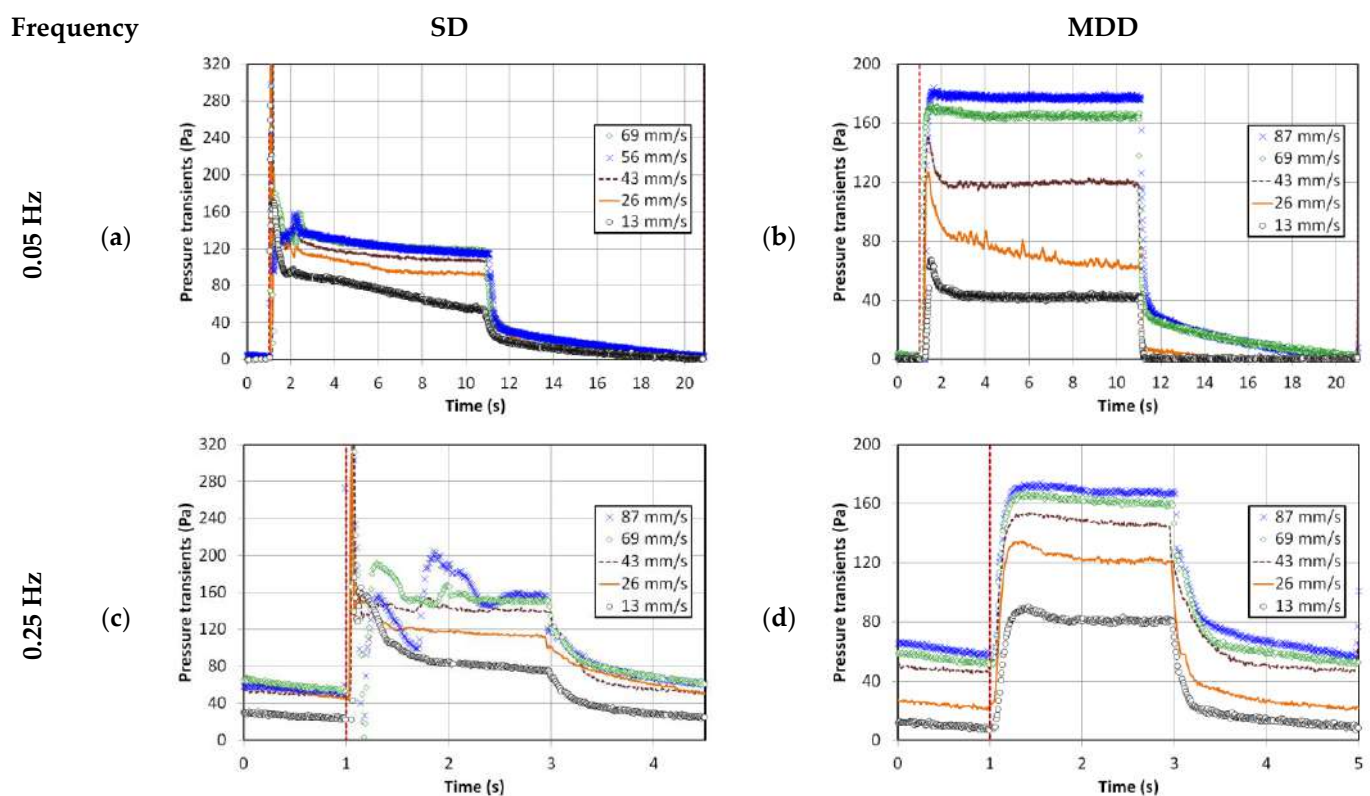 Frequency SD MDD
0.05 Hz
(a)
Pressure transients (Pa)
320
280
240
200
160
120
80
40
0
69 mm/s
56 mm/s
43 mm/s
26 mm/s
13 mm/s
0 2 4 6 8 10 12 14 16 18 20
Time (s)
(b)
Pressure transients (Pa)
200
160
120
80
40
0
87 mm/s
69 mm/s
43 mm/s
26 mm/s
13 mm/s
0 2 4 6 8 10 12 14 16 18 20
Time (s)
0.25 Hz
(c)
Pressure transients (Pa)
320
280
240
200
160
120
80
40
0
87 mm/s
69 mm/s
43 mm/s
26 mm/s
13 mm/s
0 1 2 3 4
Time (s)
(d)
Pressure transients (Pa)
200
160
120
80
40
0
87 mm/s
69 mm/s
43 mm/s
26 mm/s
13 mm/s
0 1 2 3 4 5
Time (s)